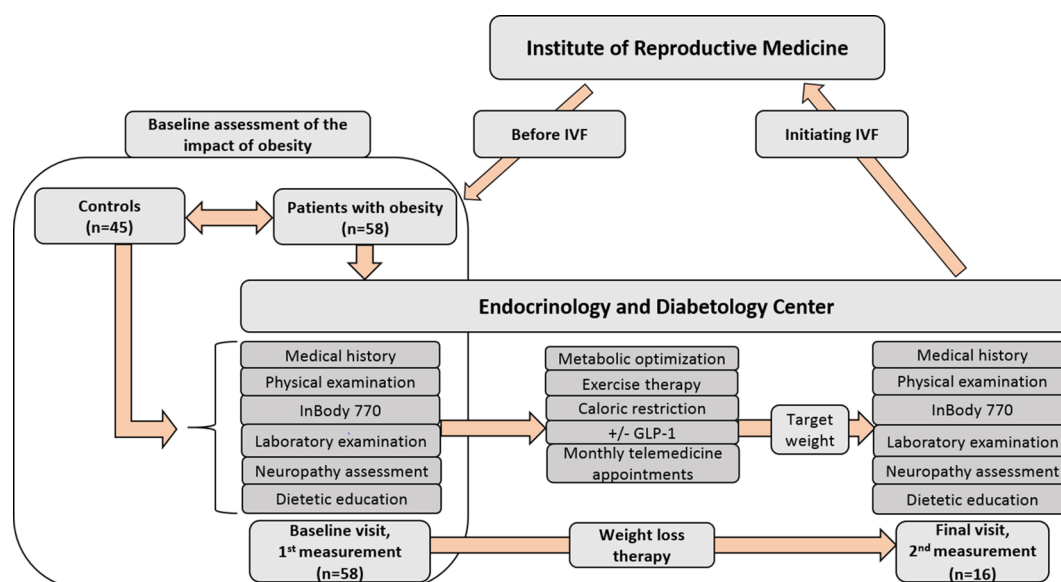 Institute of Reproductive Medicine
Baseline assessment of the
impact of obesity
Before IVF
Initiating IVF
Controls
(n=45)
Patients with obesity
(n=58)
Endocrinology and Diabetology Center
Medical history
Physical examination
InBody 770
Laboratory examination
Neuropathy assessment
Dietetic education
Metabolic optimization
Exercise therapy
Caloric restriction
+/- GLP-1
Monthly telemedicine
appointments
Target
weight
Medical history
Physical examination
InBody 770
Laboratory examination
Neuropathy assessment
Dietetic education
Baseline visit,
1st measurement
(n=58)
Weight loss
therapy
Final visit,
2nd measurement
(n=16)